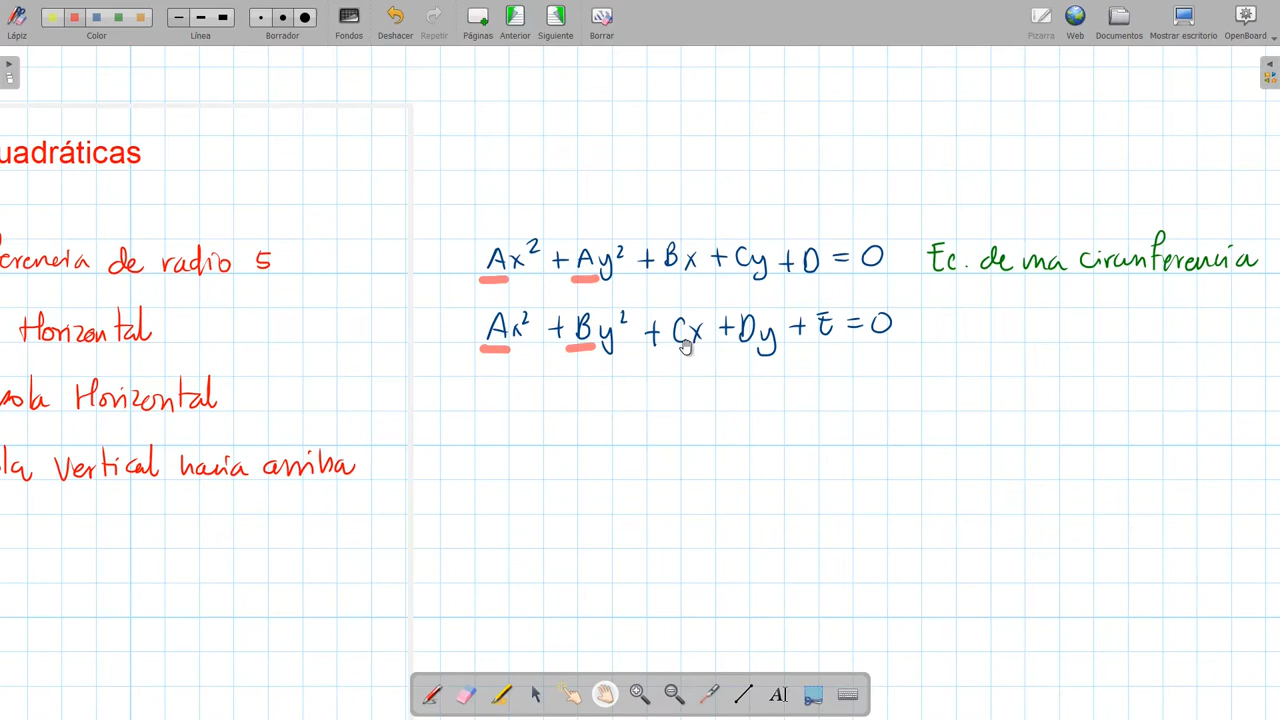 Lápiz Color Línea Borrador Fondos Deshacer Repetir Páginas Anterior Siguiente Borrar Pizarra Web Documentos Mostrar escritorio OpenBoard
uadráticas
erencia de radio 5
Ax² + Ay² + Bx + Cy + D = 0 Ec. de una circunferencia
Horizontal
Ax² + By² + Cx + Dy + E = 0
ola Horizontal
la Vertical hacia arriba
AI